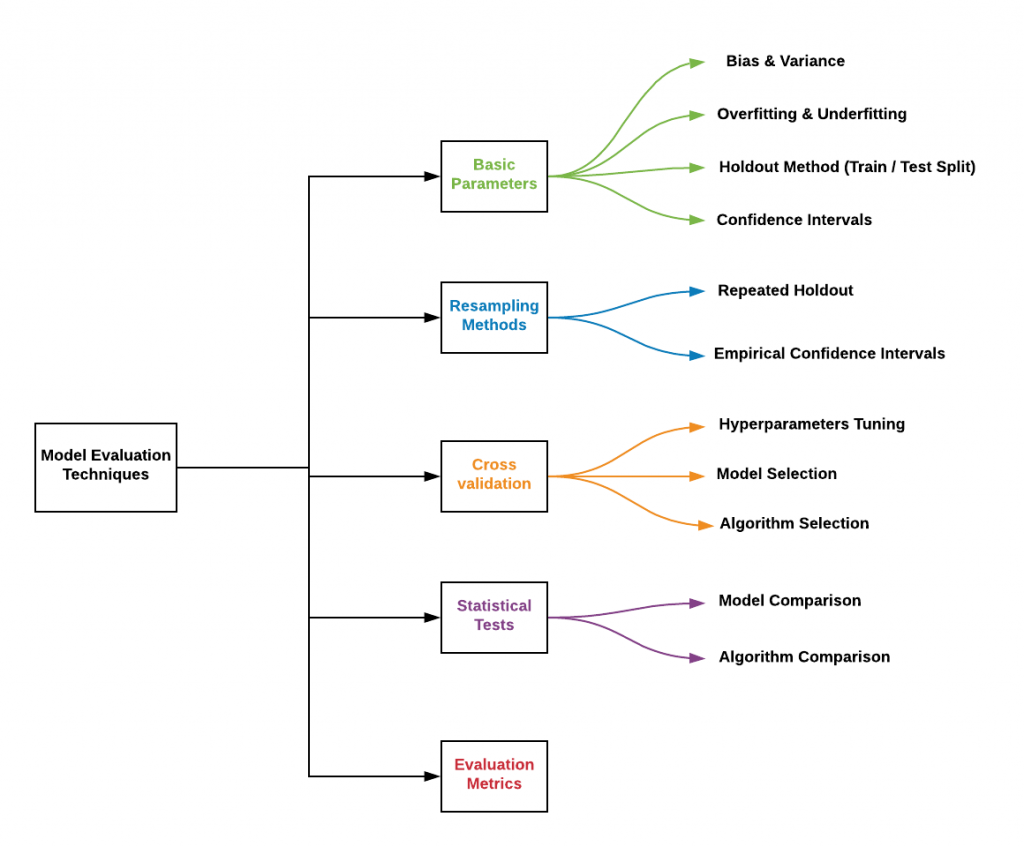 Model Evaluation
Techniques
Basic
Parameters
Bias & Variance
Overfitting & Underfitting
Holdout Method (Train / Test Split)
Confidence Intervals
Resampling
Methods
Repeated Holdout
Empirical Confidence Intervals
Cross
validation
Hyperparameters Tuning
Model Selection
Algorithm Selection
Statistical
Tests
Model Comparison
Algorithm Comparison
Evaluation
Metrics